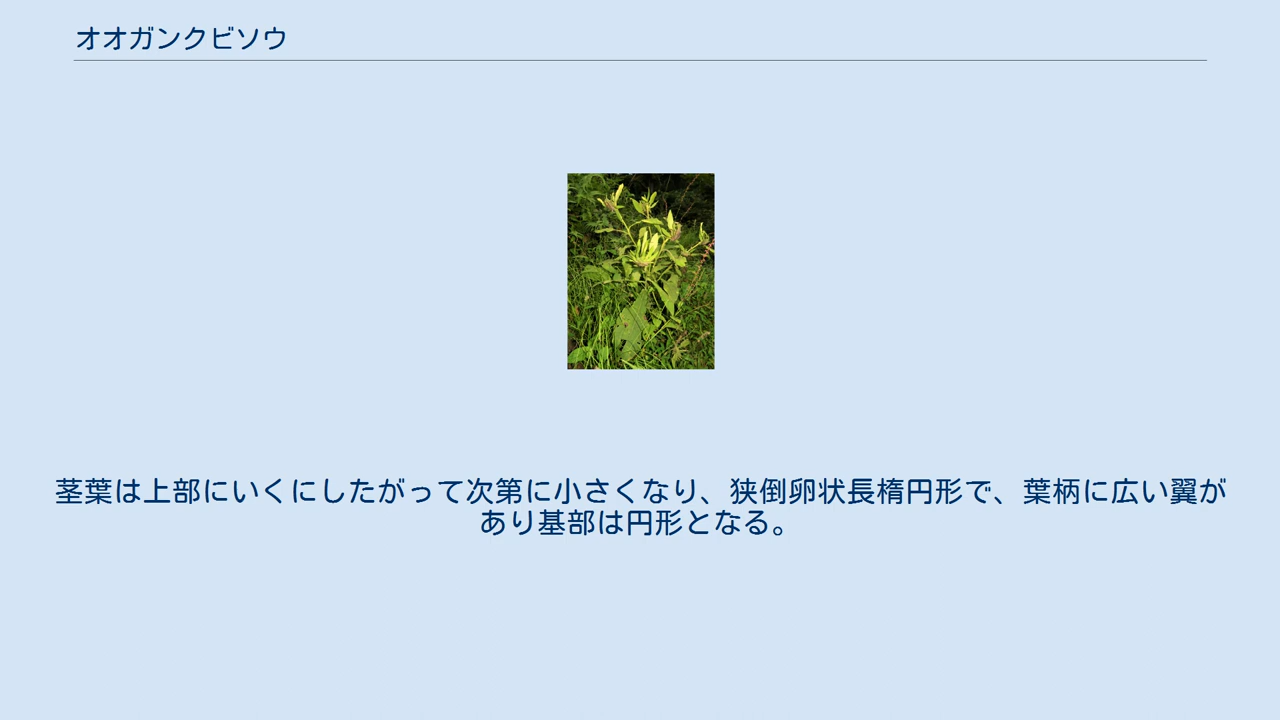 オオガンクビソウ
茎葉は上部にいくにしたがって次第に小さくなり、狭倒卵状長楕円形で、葉柄に広い翼が
あり基部は円形となる。